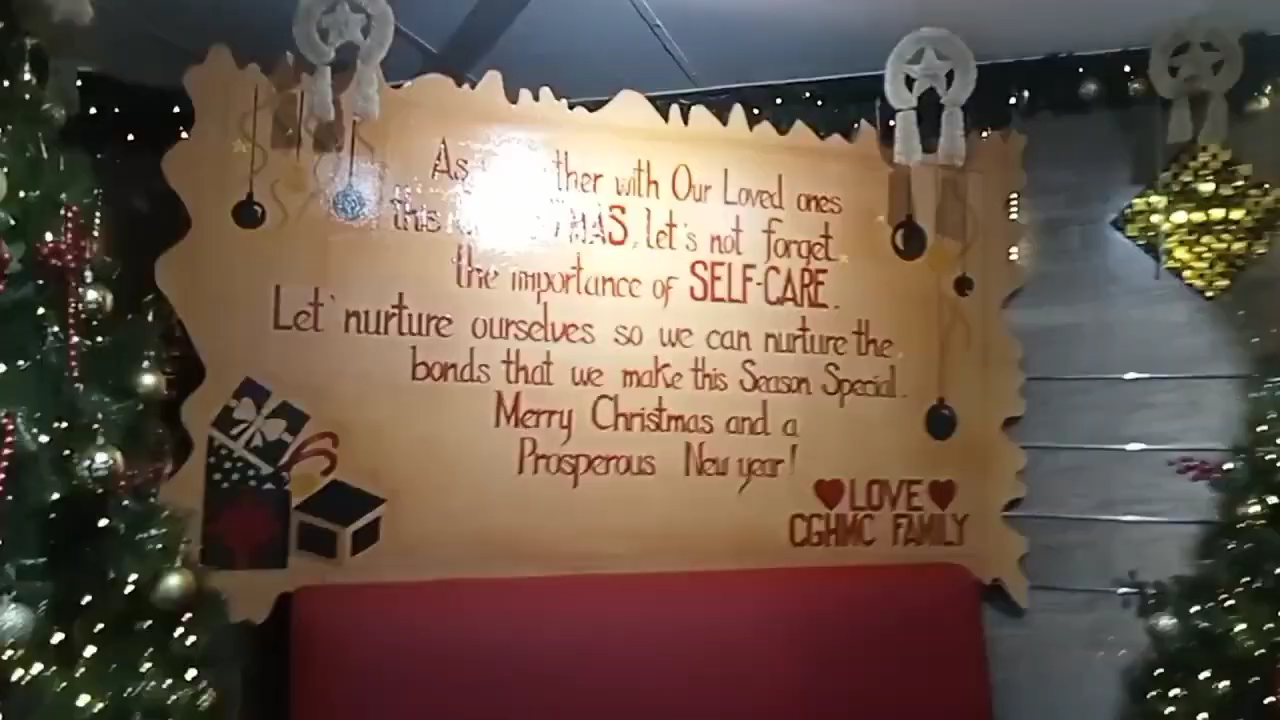 As ther with Our Loved ones
this let's not forget
the importance of SELF-CARE.
Let' nurture ourselves so we can nurture the
bonds that we make this Season Special.
Merry Christmas and a
Prosperous New year!
LOVE
CGHMC FAMILY